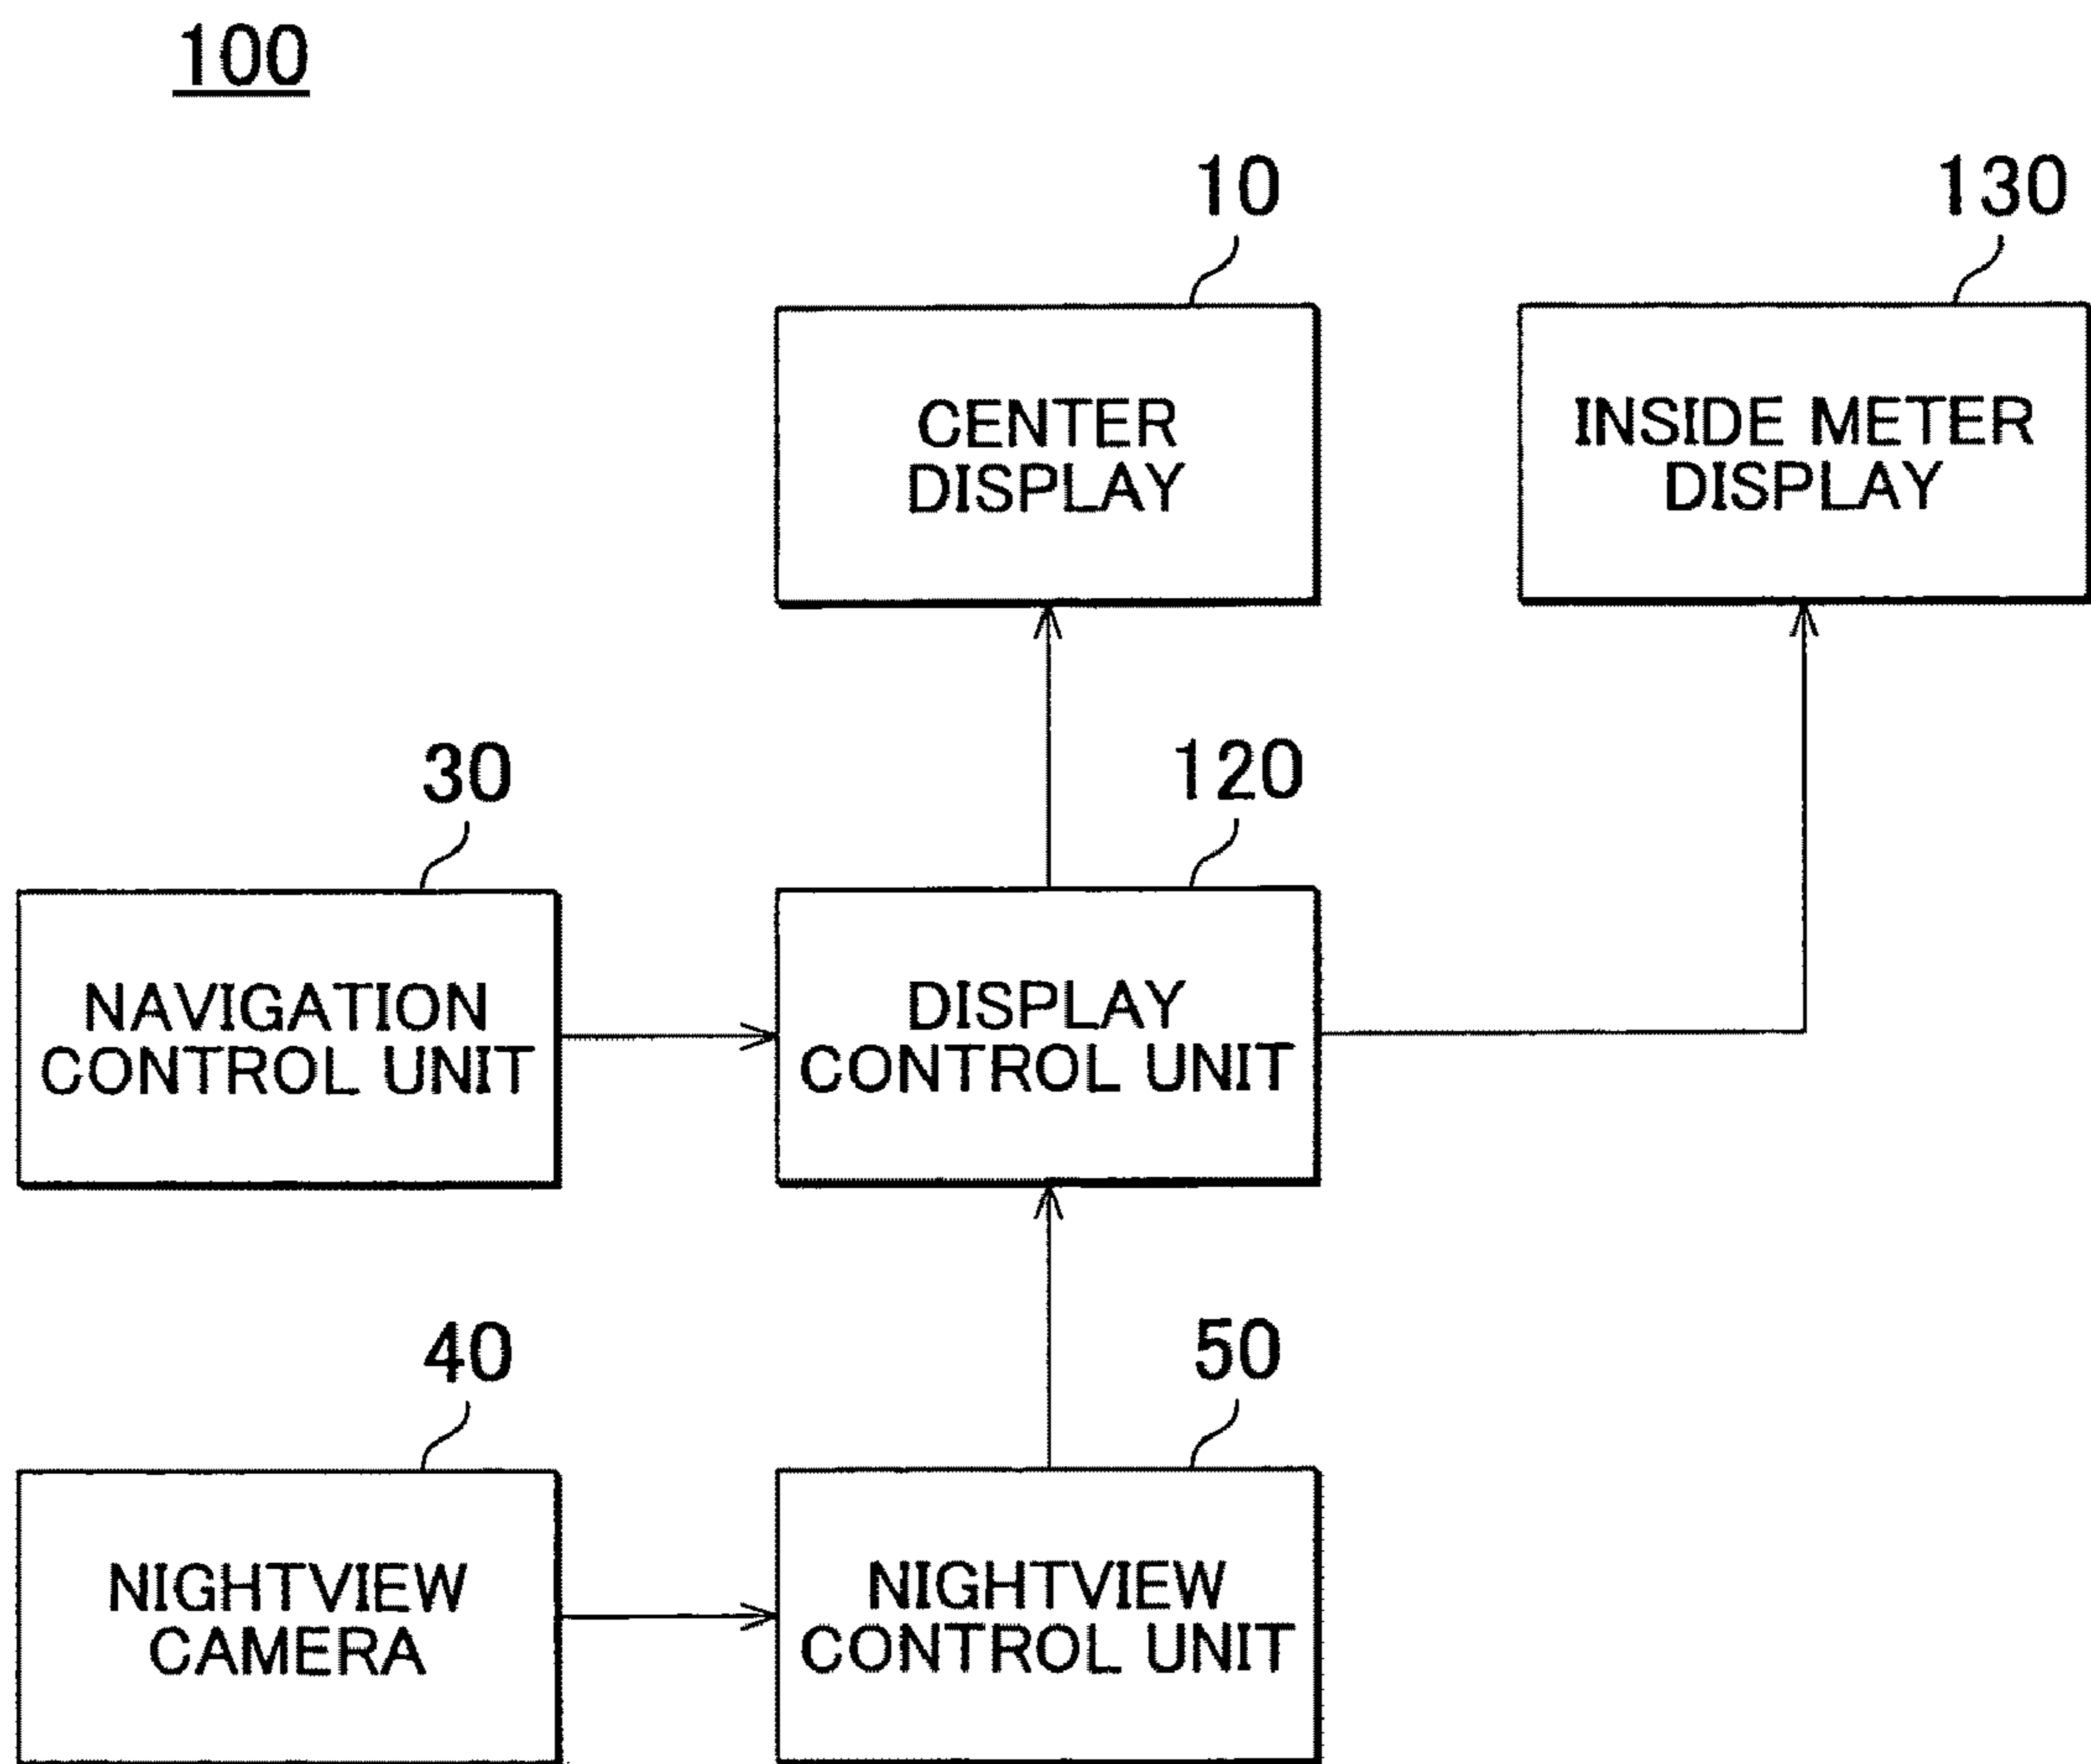 100
10
130
CENTER
DISPLAY
INSIDE METER
DISPLAY
30
120
NAVIGATION
CONTROL UNIT
DISPLAY
CONTROL UNIT
40
50
NIGHTVIEW
CAMERA
NIGHTVIEW
CONTROL UNIT